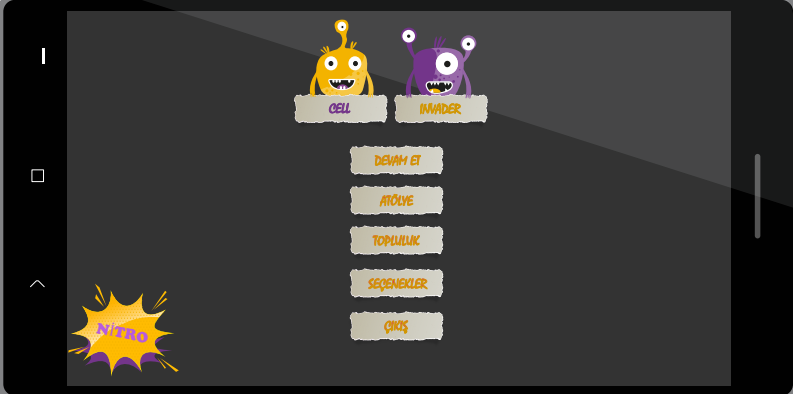 CELL
INVADER
DEVAM ET
ATÖLYE
TOPLULUK
SEÇENEKLER
ÇIKIŞ
NiTRO